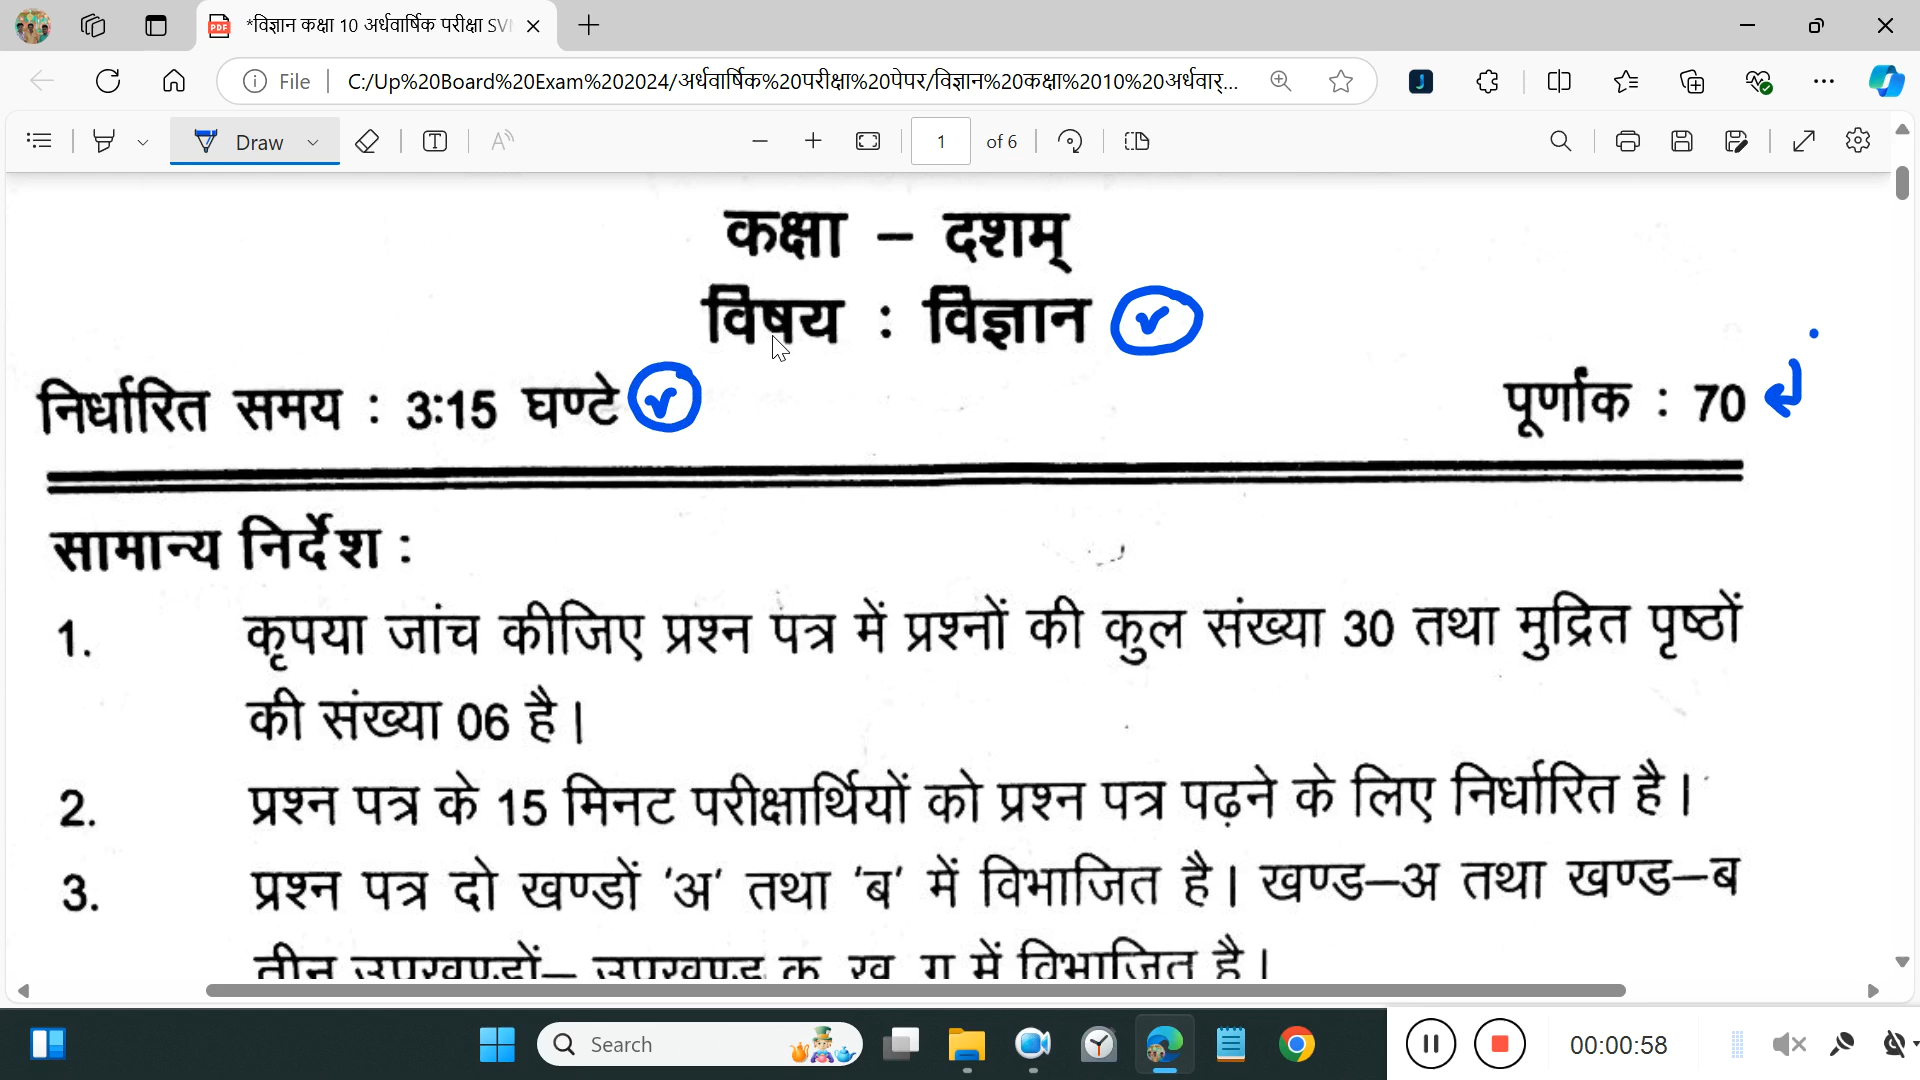 *विज्ञान कक्षा 10 अर्धवार्षिक परीक्षा SV
File
C:/Up%20Board%20Exam%202024/अर्धवार्षिक%20परीक्षा%20पेपर/विज्ञान%20कक्षा%2010%20अर्धवार्...
Draw
1 of 6
कक्षा – दशम्
विषय : विज्ञान
निर्धारित समय : 3:15 घण्टे
पूर्णांक : 70
सामान्य निर्देश :
1. कृपया जांच कीजिए प्रश्न पत्र में प्रश्नों की कुल संख्या 30 तथा मुद्रित पृष्ठों
की संख्या 06 है।
2. प्रश्न पत्र के 15 मिनट परीक्षार्थियों को प्रश्न पत्र पढ़ने के लिए निर्धारित है।
3. प्रश्न पत्र दो खण्डों 'अ' तथा 'ब' में विभाजित है। खण्ड–अ तथा खण्ड–ब
तीन उपखण्डों– उपखण्ड क, ख, ग में विभाजित है।
Search
00:00:58